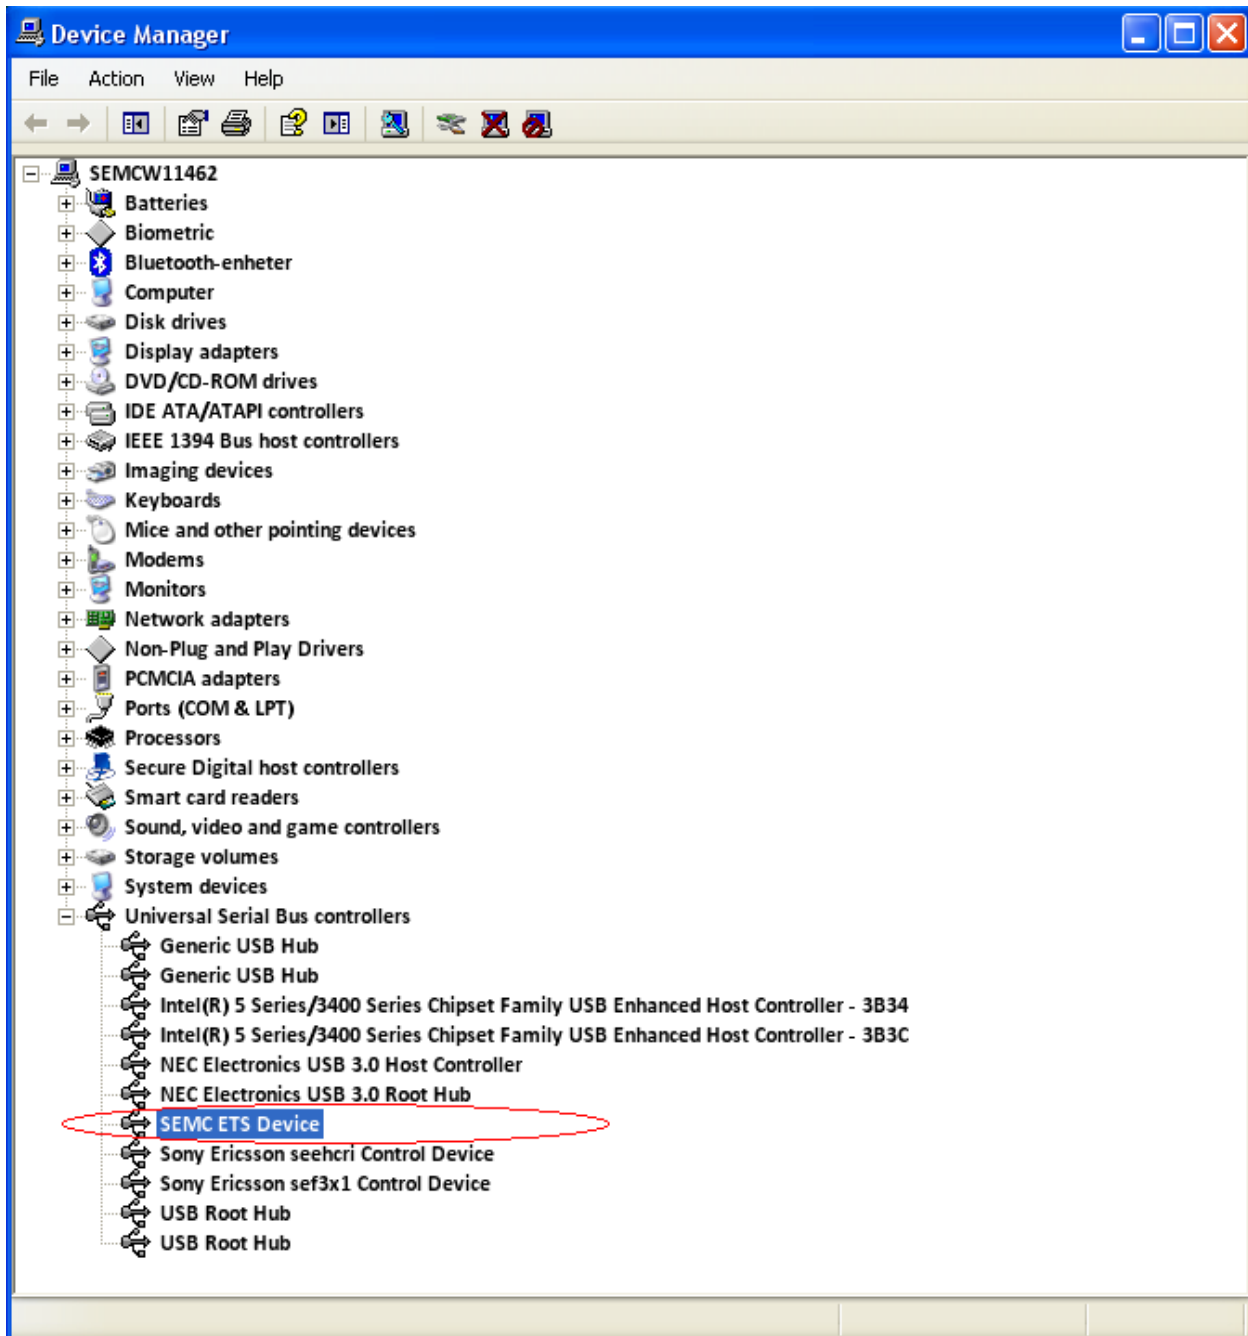 Device Manager
File Action View Help
SEMCW11462
Batteries
Biometric
Bluetooth-enheter
Computer
Disk drives
Display adapters
DVD/CD-ROM drives
IDE ATA/ATAPI controllers
IEEE 1394 Bus host controllers
Imaging devices
Keyboards
Mice and other pointing devices
Modems
Monitors
Network adapters
Non-Plug and Play Drivers
PCMCIA adapters
Ports (COM & LPT)
Processors
Secure Digital host controllers
Smart card readers
Sound, video and game controllers
Storage volumes
System devices
Universal Serial Bus controllers
Generic USB Hub
Generic USB Hub
Intel(R) 5 Series/3400 Series Chipset Family USB Enhanced Host Controller - 3B34
Intel(R) 5 Series/3400 Series Chipset Family USB Enhanced Host Controller - 3B3C
NEC Electronics USB 3.0 Host Controller
NEC Electronics USB 3.0 Root Hub
SEMC ETS Device
Sony Ericsson seehcri Control Device
Sony Ericsson sef3x1 Control Device
USB Root Hub
USB Root Hub